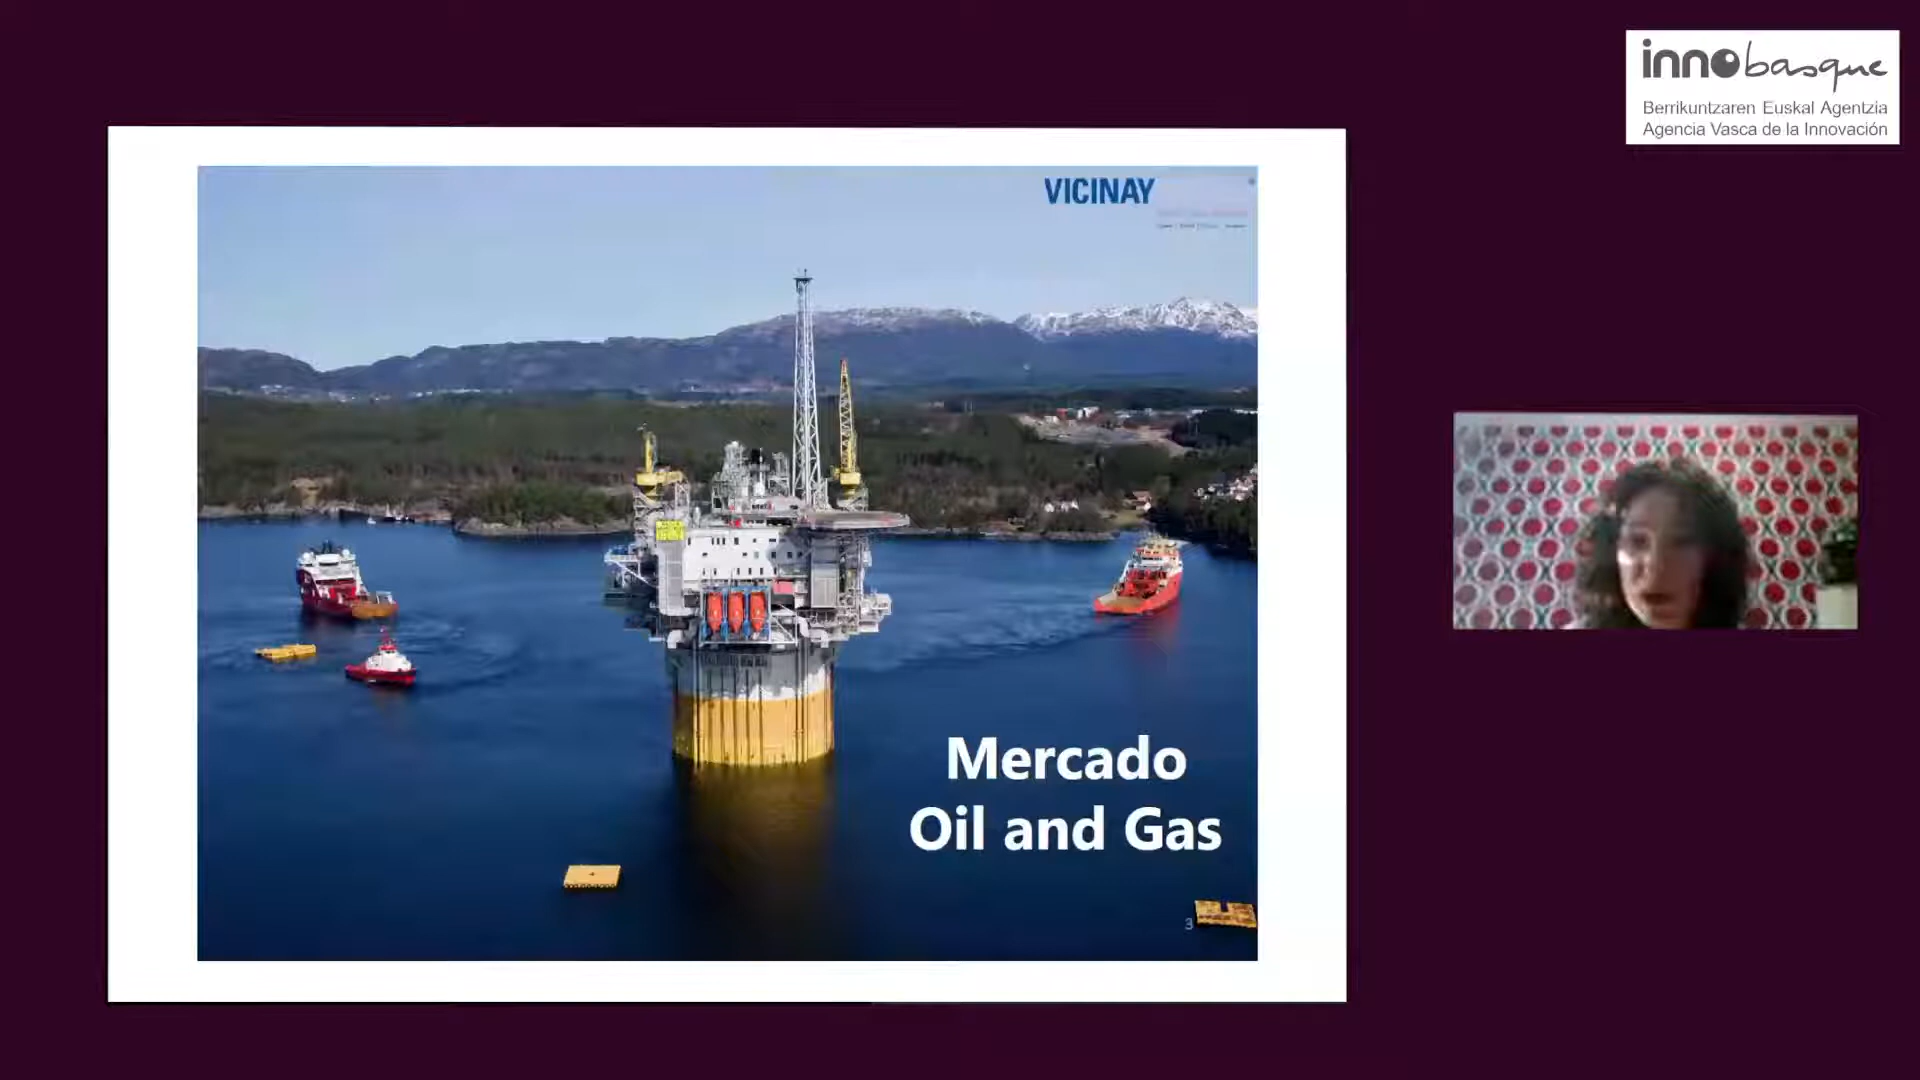 innobasque
Berrikuntzaren Euskal Agentzia
Agencia Vasca de la Innovación
VICINAY
Mercado
Oil and Gas
3